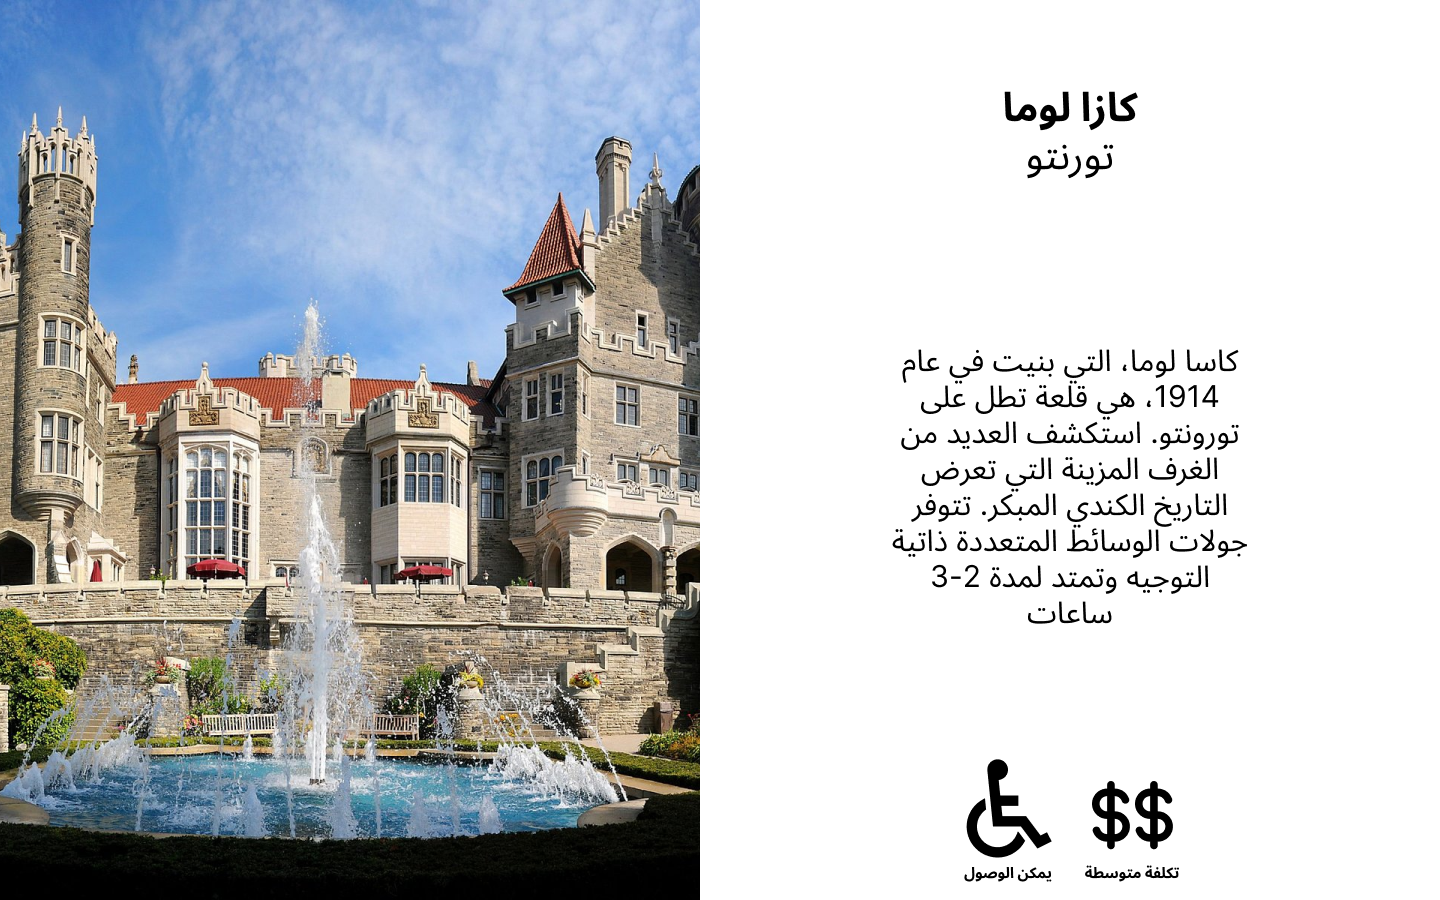 كازا لوما
تورنتو
كاسا لوما، التي بنيت في عام
1914، هي قلعة تطل على
تورونتو. استكشف العديد من
الغرف المزينة التي تعرض
التاريخ الكندي المبكر. تتوفر
جولات الوسائط المتعددة ذاتية
التوجيه وتمتد لمدة 2-3
ساعات
$$
تكلفة متوسطة
يمكن الوصول